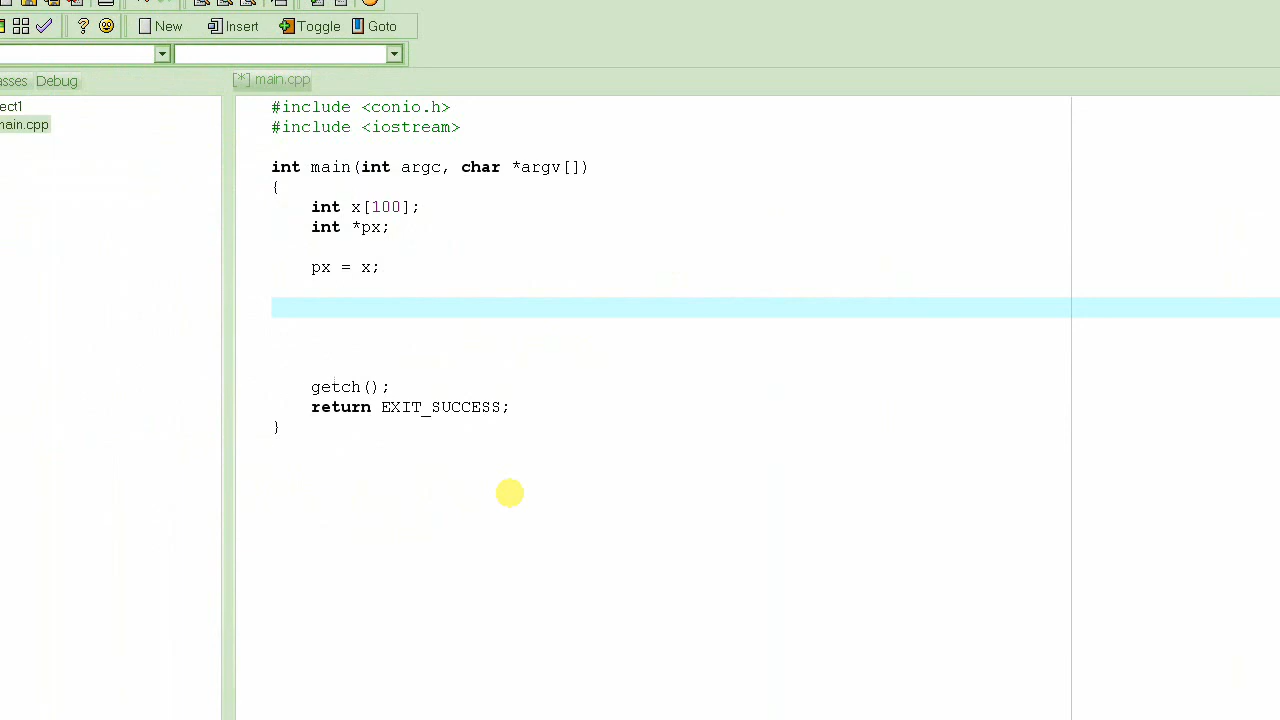 New Insert Toggle Goto
asses Debug
[*] main.cpp
ect1
main.cpp
#include <conio.h>
#include <iostream>
int main(int argc, char *argv[])
{
int x[100];
int *px;
px = x;
getch();
return EXIT_SUCCESS;
}